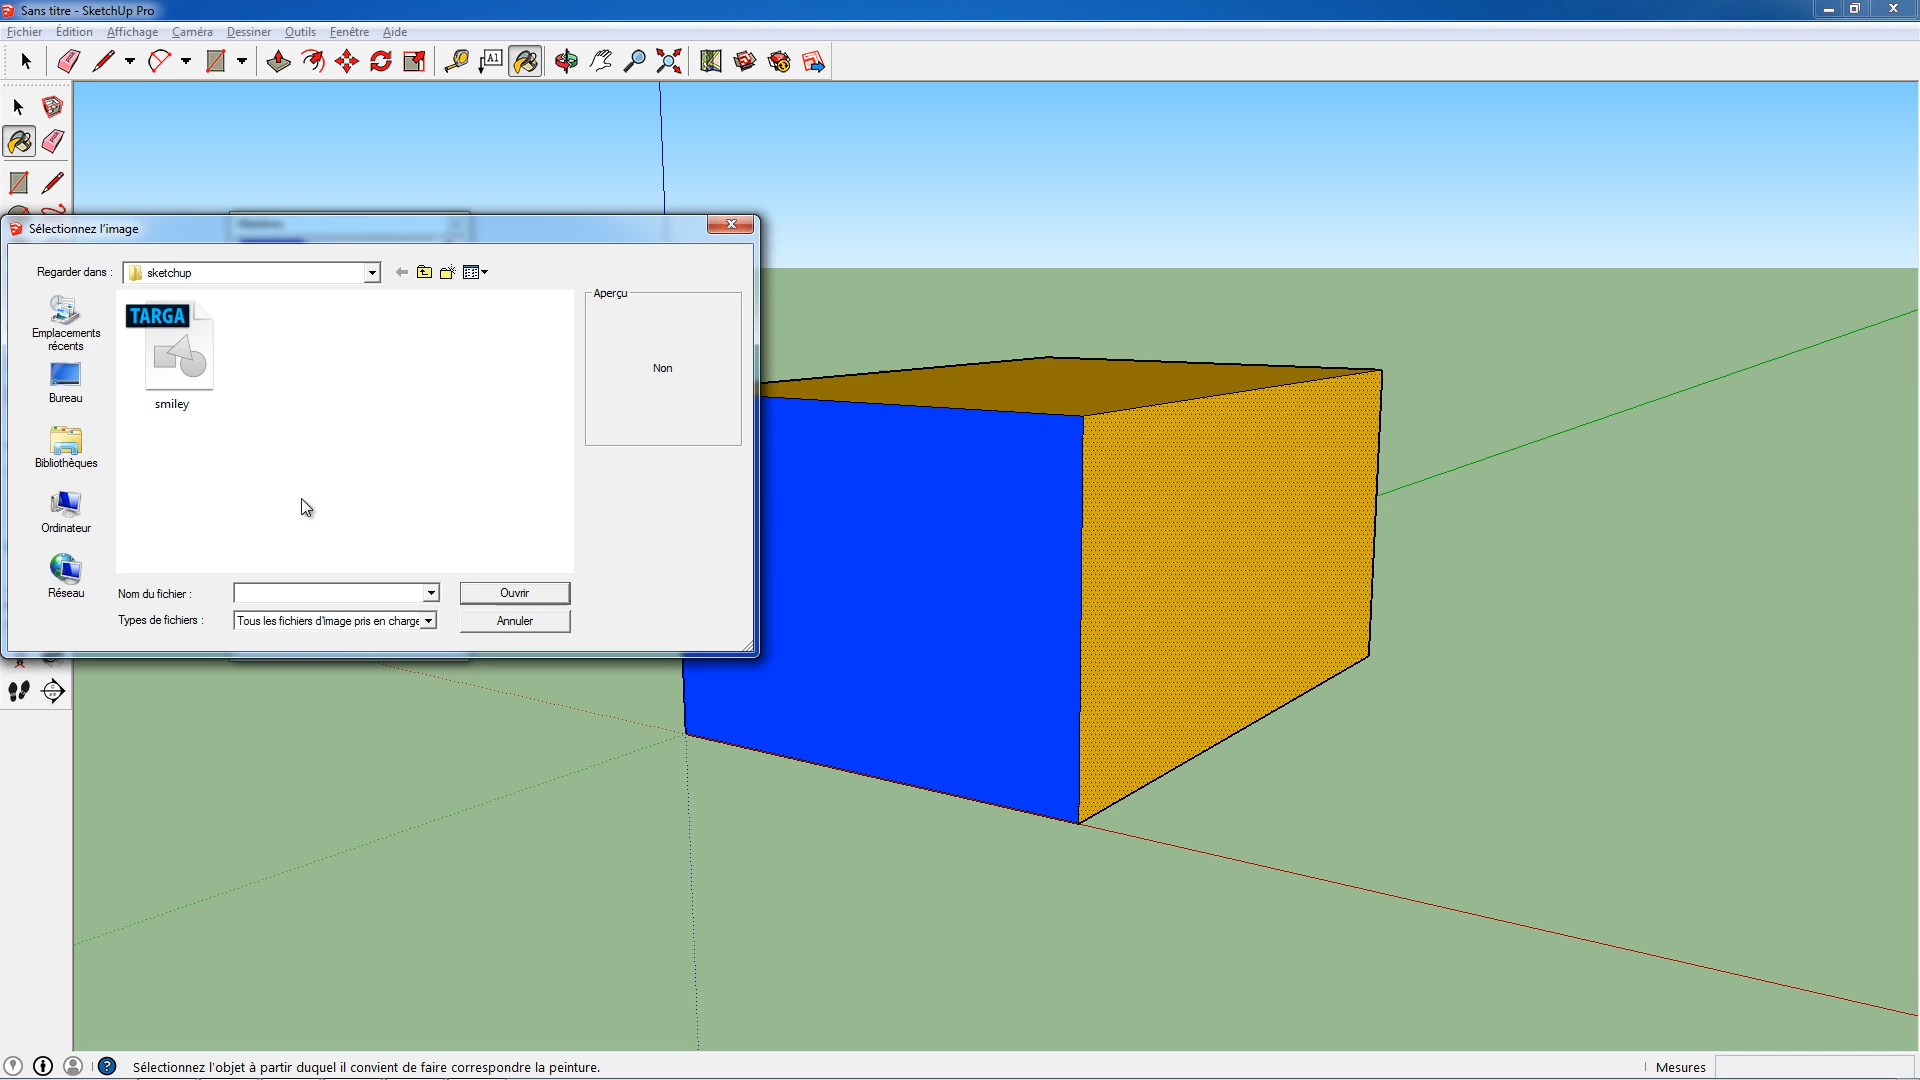 Sans titre - SketchUp Pro
Fichier Édition Affichage Caméra Dessiner Outils Fenêtre Aide
A1
Sélectionnez l'image
Regarder dans : sketchup
Aperçu
TARGA
Emplacements récents
smiley
Non
Bureau
Bibliothèques
Ordinateur
Réseau
Nom du fichier : Ouvrir
Types de fichiers : Tous les fichiers d'image pris en charge Annuler
Sélectionnez l'objet à partir duquel il convient de faire correspondre la peinture.
Mesures